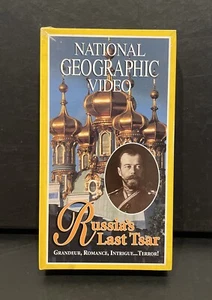 NATIONAL
GEOGRAPHIC
VIDEO
Russia's
Last Tsar
GRANDEUR, ROMANCE, INTRIGUE...TERROR!